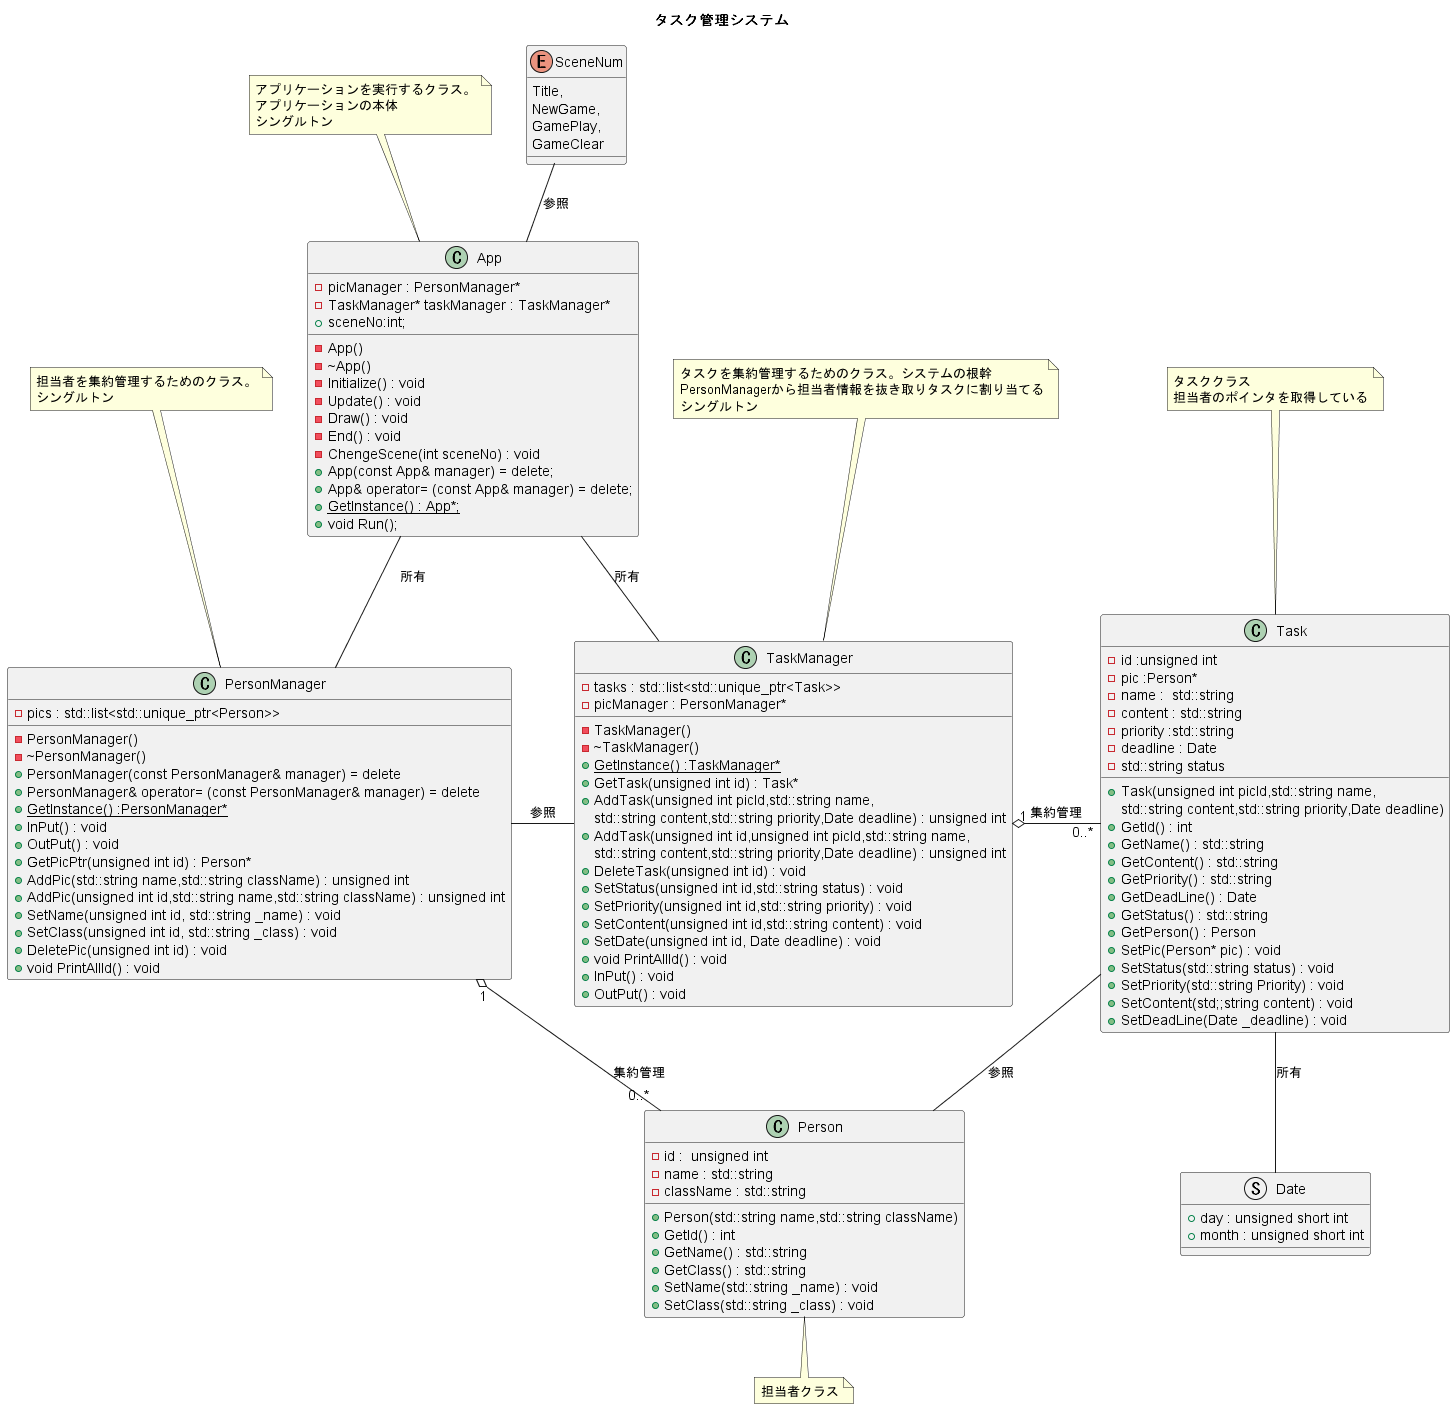 タスク管理システム
E SceneNum
Title,
NewGame,
GamePlay,
GameClear
アプリケーションを実行するクラス。
アプリケーションの本体
シングルトン
参照
C App
picManager : PersonManager*
TaskManager* taskManager : TaskManager*
sceneNo:int;
App()
~App()
Initialize() : void
Update() : void
Draw() : void
End() : void
ChengeScene(int sceneNo) : void
App(const App& manager) = delete;
App& operator= (const App& manager) = delete;
GetInstance() : App*;
void Run();
担当者を集約管理するためのクラス。
シングルトン
タスクを集約管理するためのクラス。システムの根幹
PersonManagerから担当者情報を抜き取りタスクに割り当てる
シングルトン
タスククラス
担当者のポインタを取得している
所有
所有
C PersonManager
pics : std::list<std::unique_ptr<Person>>
PersonManager()
~PersonManager()
PersonManager(const PersonManager& manager) = delete
PersonManager& operator= (const PersonManager& manager) = delete
GetInstance() :PersonManager*
InPut() : void
OutPut() : void
GetPicPtr(unsigned int id) : Person*
AddPic(std::string name,std::string className) : unsigned int
AddPic(unsigned int id,std::string name,std::string className) : unsigned int
SetName(unsigned int id, std::string _name) : void
SetClass(unsigned int id, std::string _class) : void
DeletePic(unsigned int id) : void
void PrintAllId() : void
参照
C TaskManager
tasks : std::list<std::unique_ptr<Task>>
picManager : PersonManager*
TaskManager()
~TaskManager()
GetInstance() :TaskManager*
GetTask(unsigned int id) : Task*
AddTask(unsigned int picId,std::string name,
std::string content,std::string priority,Date deadline) : unsigned int
AddTask(unsigned int id,unsigned int picId,std::string name,
std::string content,std::string priority,Date deadline) : unsigned int
DeleteTask(unsigned int id) : void
SetStatus(unsigned int id,std::string status) : void
SetPriority(unsigned int id,std::string priority) : void
SetContent(unsigned int id,std::string content) : void
SetDate(unsigned int id, Date deadline) : void
void PrintAllId() : void
InPut() : void
OutPut() : void
1
集約管理
0..*
C Task
id :unsigned int
pic :Person*
name :  std::string
content : std::string
priority :std::string
deadline : Date
std::string status
Task(unsigned int picId,std::string name,
std::string content,std::string priority,Date deadline)
GetId() : int
GetName() : std::string
GetContent() : std::string
GetPriority() : std::string
GetDeadLine() : Date
GetStatus() : std::string
GetPerson() : Person
SetPic(Person* pic) : void
SetStatus(std::string status) : void
SetPriority(std::string Priority) : void
SetContent(std;;string content) : void
SetDeadLine(Date _deadline) : void
1
集約管理
0..*
参照
所有
C Person
id :  unsigned int
name : std::string
className : std::string
Person(std::string name,std::string className)
GetId() : int
GetName() : std::string
GetClass() : std::string
SetName(std::string _name) : void
SetClass(std::string _class) : void
S Date
day : unsigned short int
month : unsigned short int
担当者クラス